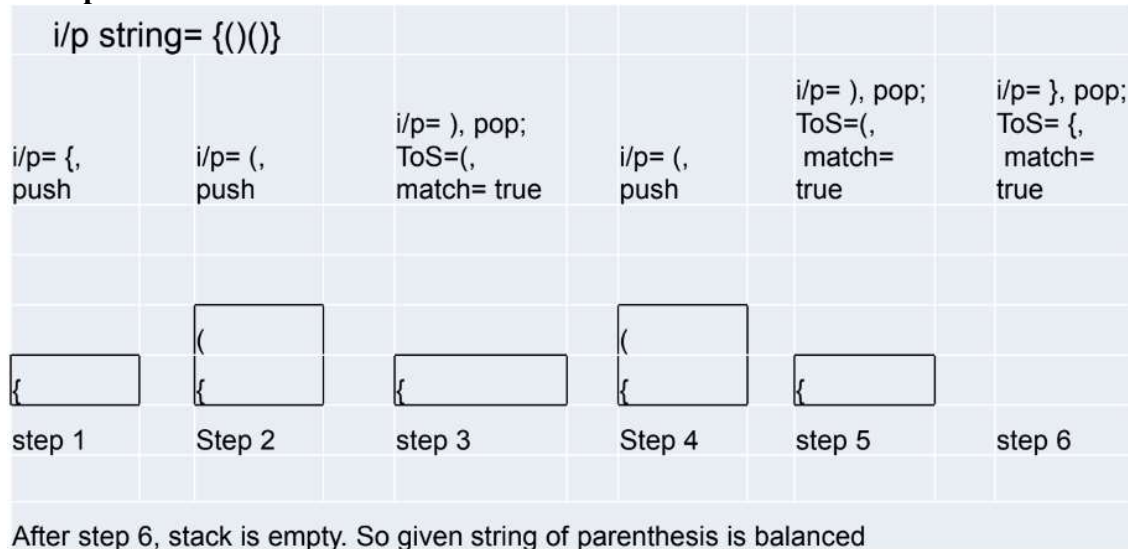 i/p string= {()()}
i/p= {,
push
i/p= (,
push
i/p= ), pop;
ToS=(,
match= true
i/p= (,
push
i/p= ), pop;
ToS=(,
match=
true
i/p= }, pop;
ToS= {,
match=
true
{
(
{
{
(
{
{
step 1
Step 2
step 3
Step 4
step 5
step 6
After step 6, stack is empty. So given string of parenthesis is balanced